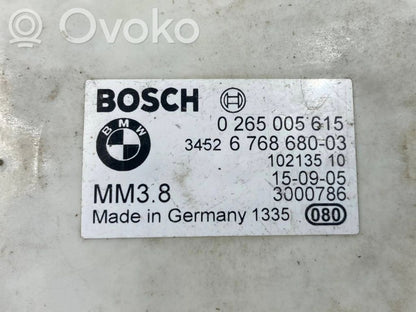 Ovoko
BOSCH
BMW
0 265 005 615
3452 6 768 680-03
102135 10
15-09-05
MM3.8 3000786
Made in Germany 1335 080